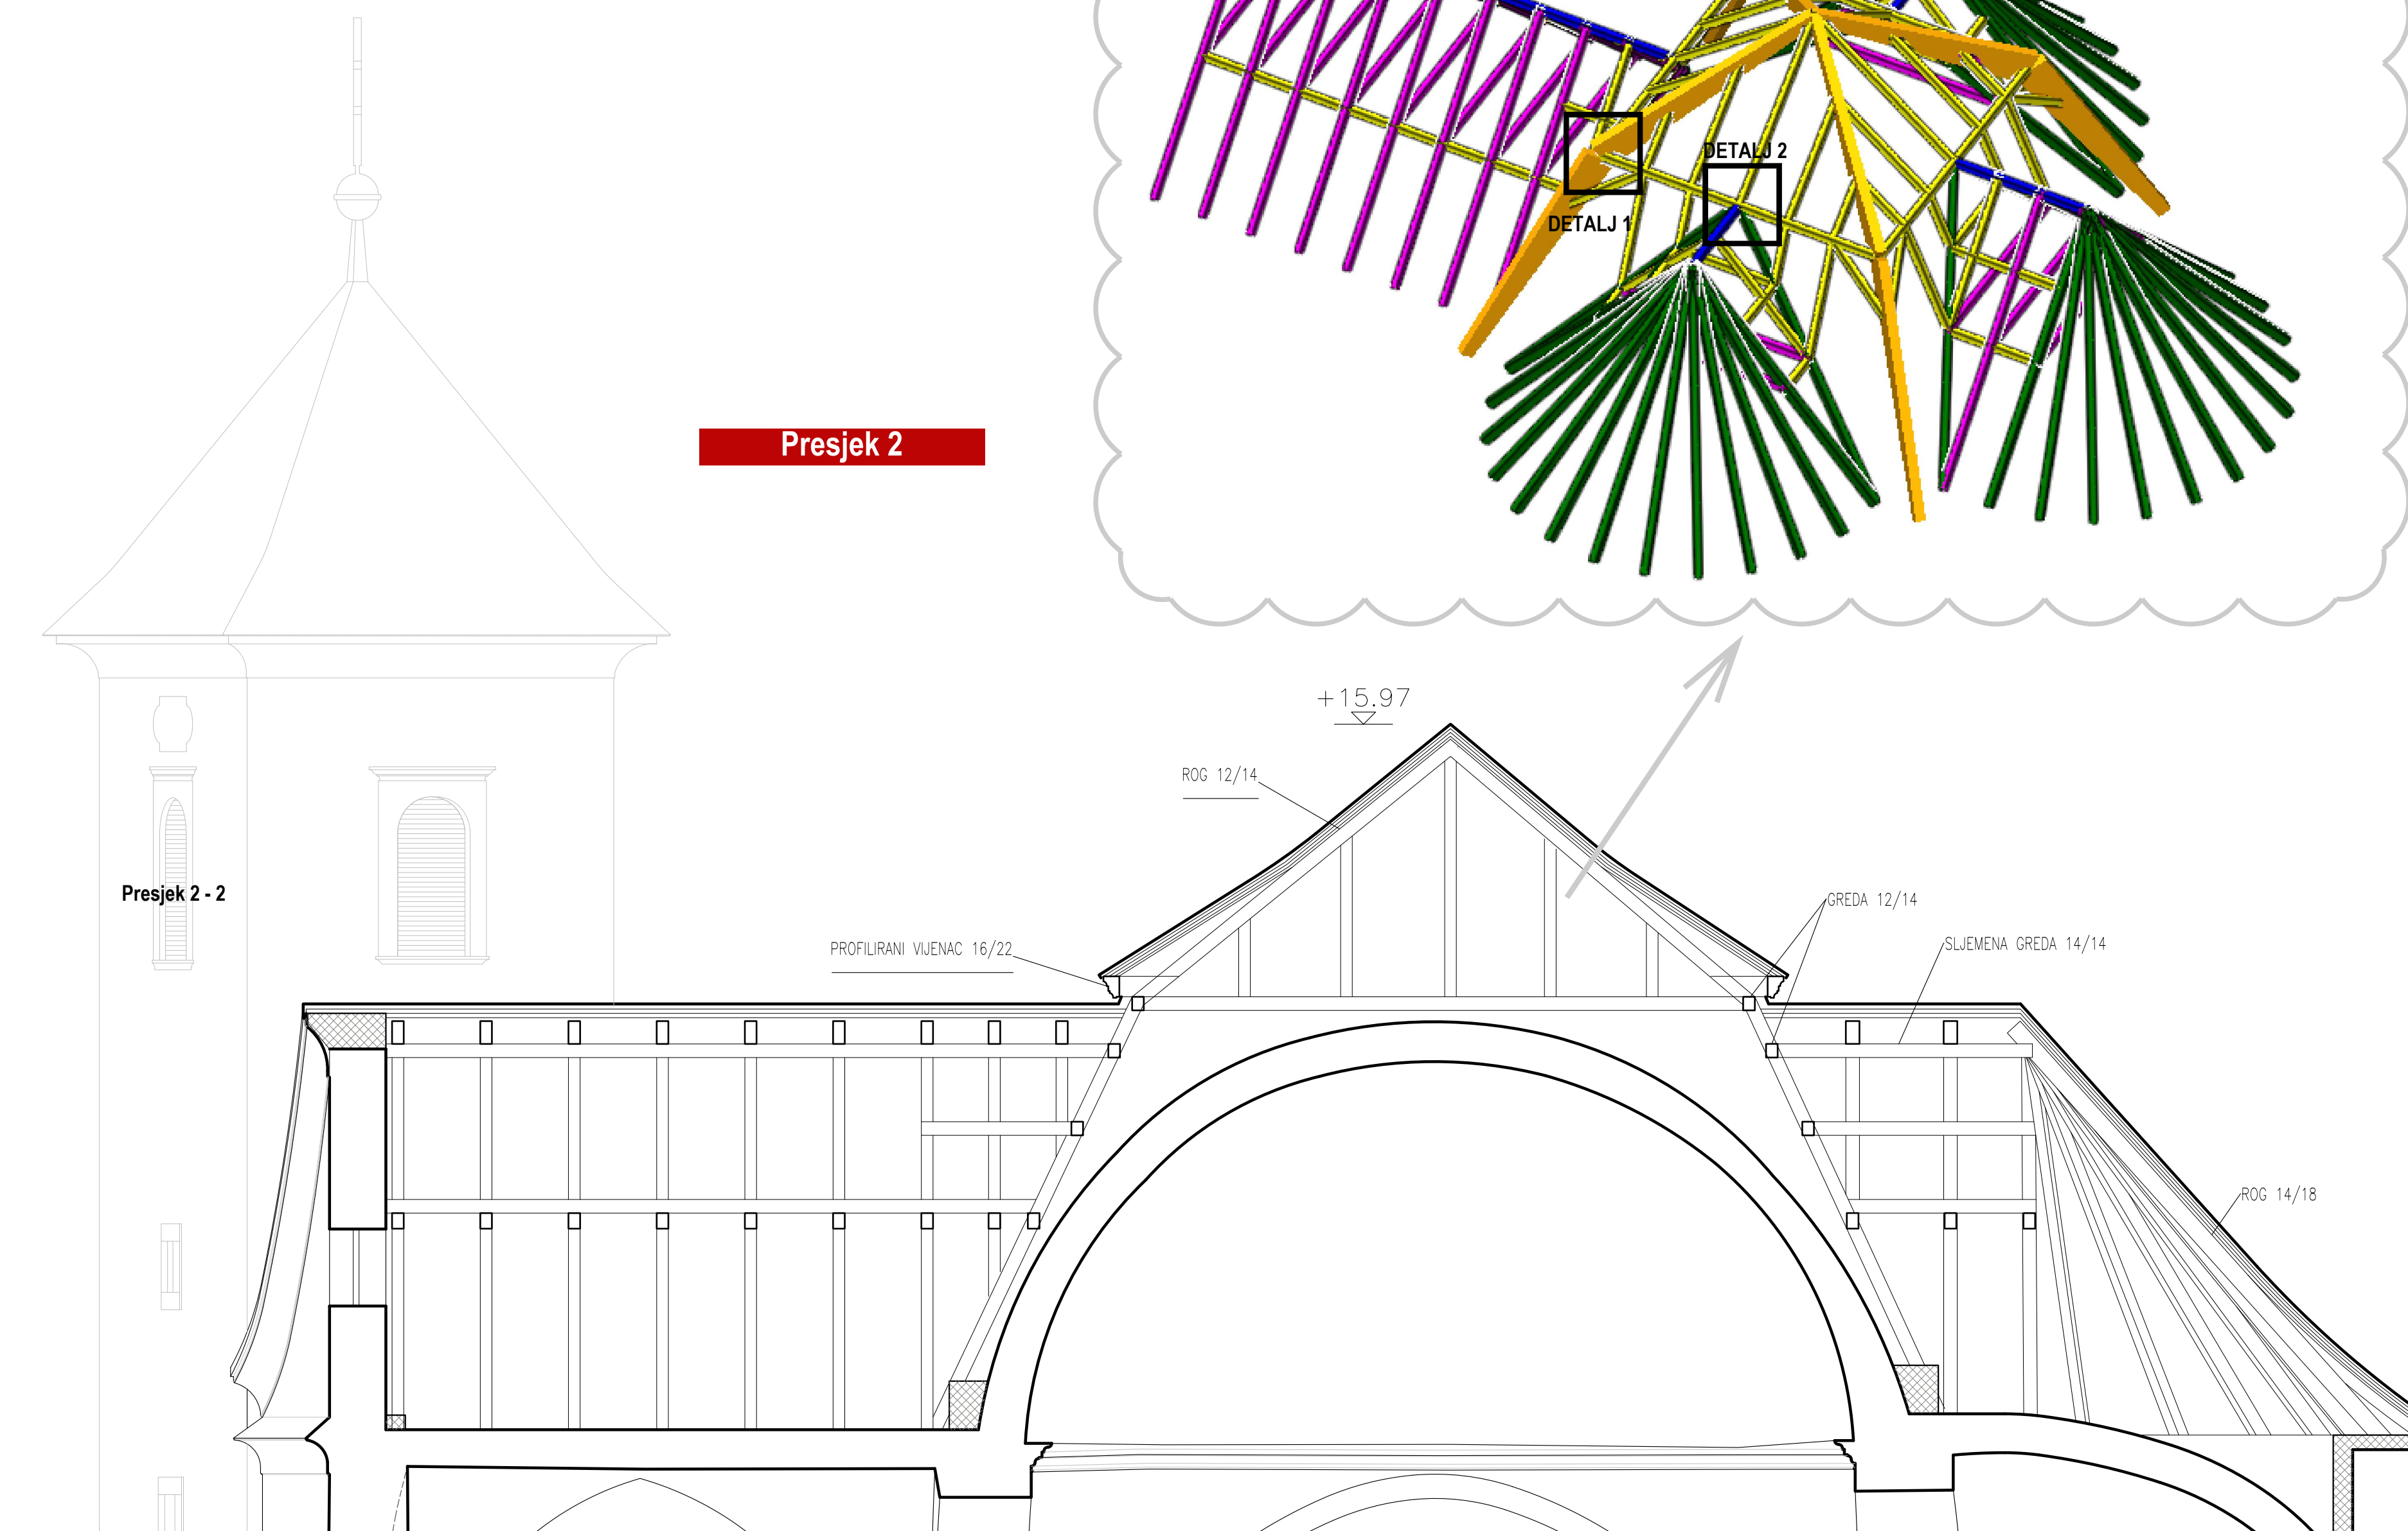 DETALJ 2
DETALJ 1
Presjek 2
+15.97
ROG 12/14
Presjek 2 - 2
GREDA 12/14
PROFILIRANI VIJENAC 16/22
SLJEMENA GREDA 14/14
ROG 14/18